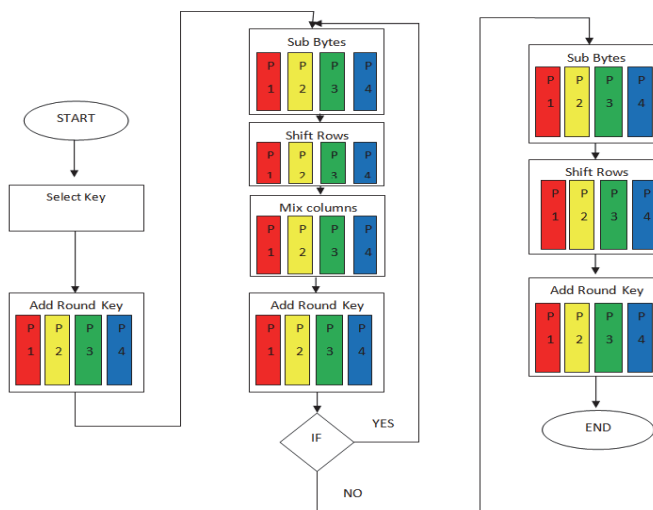 START
Select Key
Add Round Key
P P P P
1 2 3 4
Sub Bytes
P P P P
1 2 3 4
Shift Rows
P P P P
1 2 3 4
Mix columns
P P P P
1 2 3 4
Add Round Key
P P P P
1 2 3 4
IF
YES
NO
Sub Bytes
P P P P
1 2 3 4
Shift Rows
P P P P
1 2 3 4
Add Round Key
P P P P
1 2 3 4
END